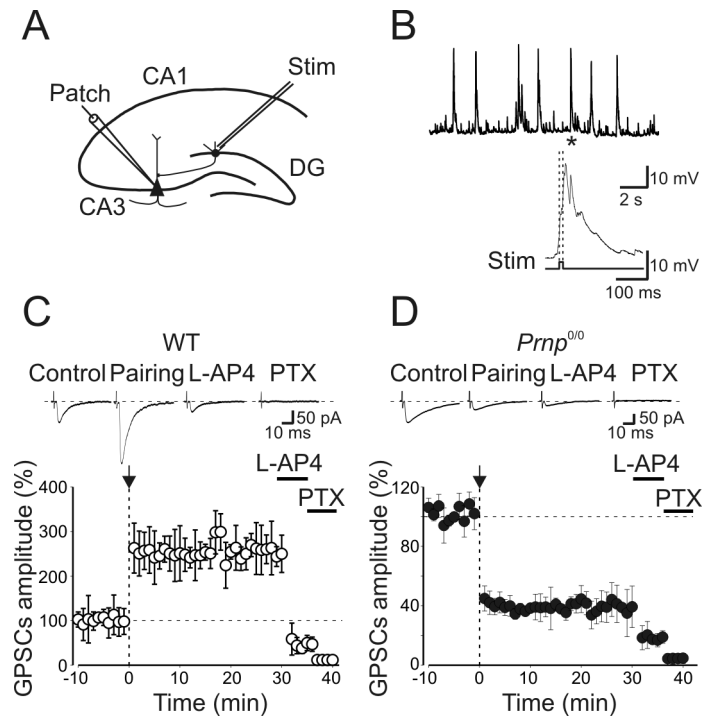 A
CA1
Stim
Patch
DG
CA3
B
*
10 mV
2 s
Stim
10 mV
100 ms
C
WT
Control Pairing L-AP4 PTX
50 pA
10 ms
L-AP4
PTX
GPSCs amplitude (%)
400
300
200
100
0
-10 0 10 20 30 40
Time (min)
D
Prnp0/0
Control Pairing L-AP4 PTX
50 pA
10 ms
L-AP4
PTX
GPSCs amplitude (%)
120
80
40
0
-10 0 10 20 30 40
Time (min)